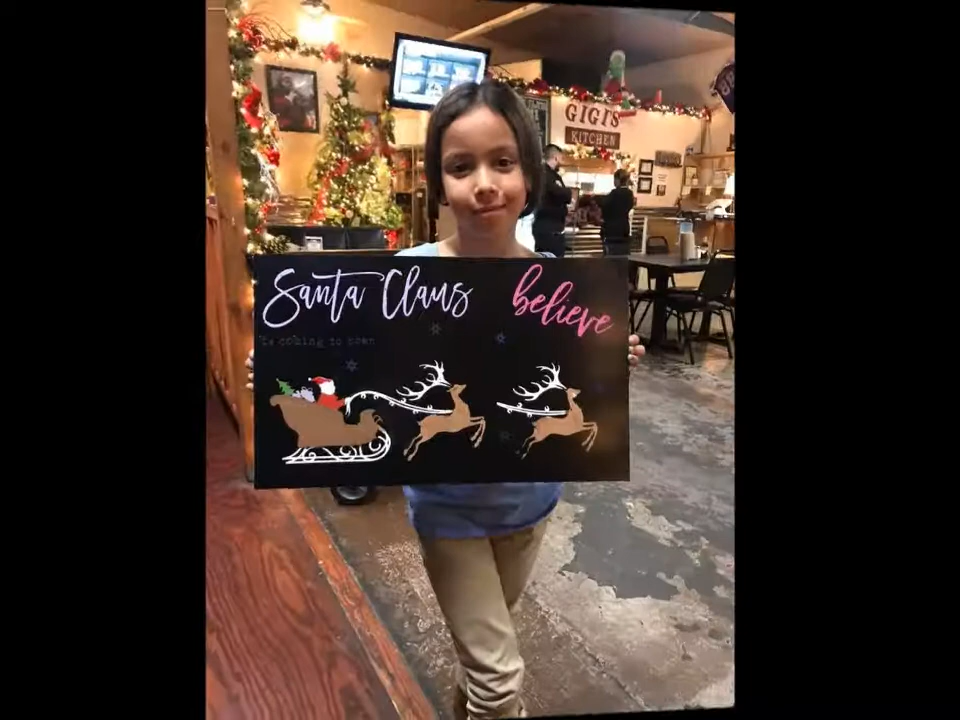 GIGI'S
KITCHEN
Santa Claus
believe
is coming to town